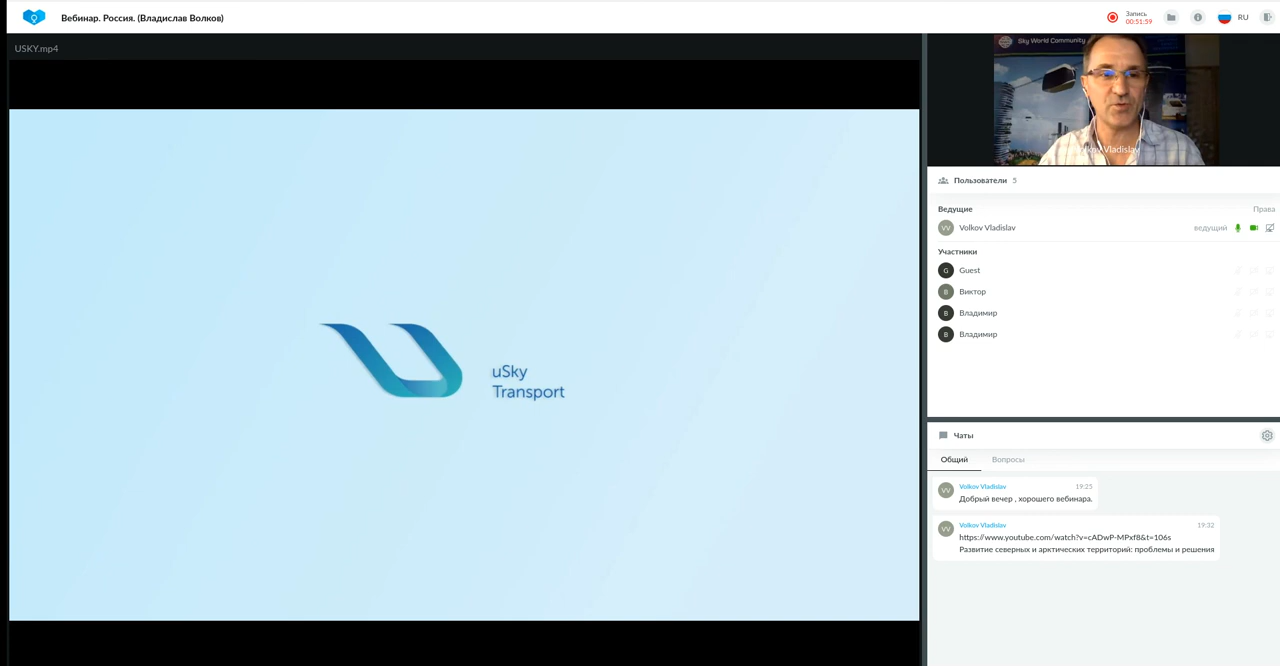 Вебинар. Россия. (Владислав Волков)
Запись
00:51:59
RU
USKY.mp4
uSky
Transport
Sky World Community
Volkov Vladislav
Пользователи 5
Ведущие Права
VV Volkov Vladislav ведущий
Участники
G Guest
В Виктор
В Владимир
В Владимир
Чаты
Общий Вопросы
VV Volkov Vladislav 19:25
Добрый вечер , хорошего вебинара.
VV Volkov Vladislav 19:32
https://www.youtube.com/watch?v=cADwP-MPxf8&t=106s
Развитие северных и арктических территорий: проблемы и решения